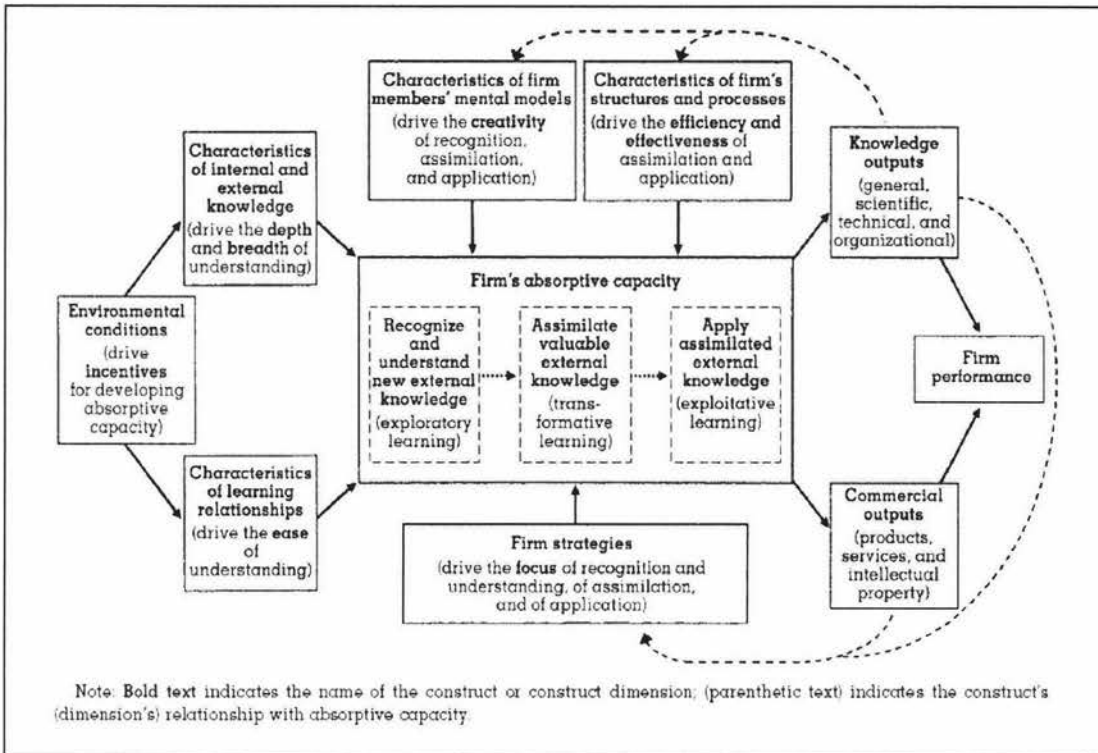 Characteristics of firm
members' mental models
(drive the creativity
of recognition,
assimilation,
and application)
Characteristics of firm's
structures and processes
(drive the efficiency and
effectiveness of
assimilation and
application)
Characteristics
of internal and
external
knowledge
(drive the depth
and breadth of
understanding)
Knowledge
outputs
(general,
scientific,
technical, and
organizational)
Environmental
conditions
(drive
incentives
for developing
absorptive
capacity)
Firm's absorptive capacity
Recognize
and
understand
new external
knowledge
(exploratory
learning)
Assimilate
valuable
external
knowledge
(trans-
formative
learning)
Apply
assimilated
external
knowledge
(exploitative
learning)
Firm
performance
Characteristics
of learning
relationships
(drive the ease
of
understanding)
Firm strategies
(drive the focus of recognition and
understanding, of assimilation,
and of application)
Commercial
outputs
(products,
services, and
intellectual
property)
Note: Bold text indicates the name of the construct or construct dimension; (parenthetic text) indicates the construct's
(dimension's) relationship with absorptive capacity.